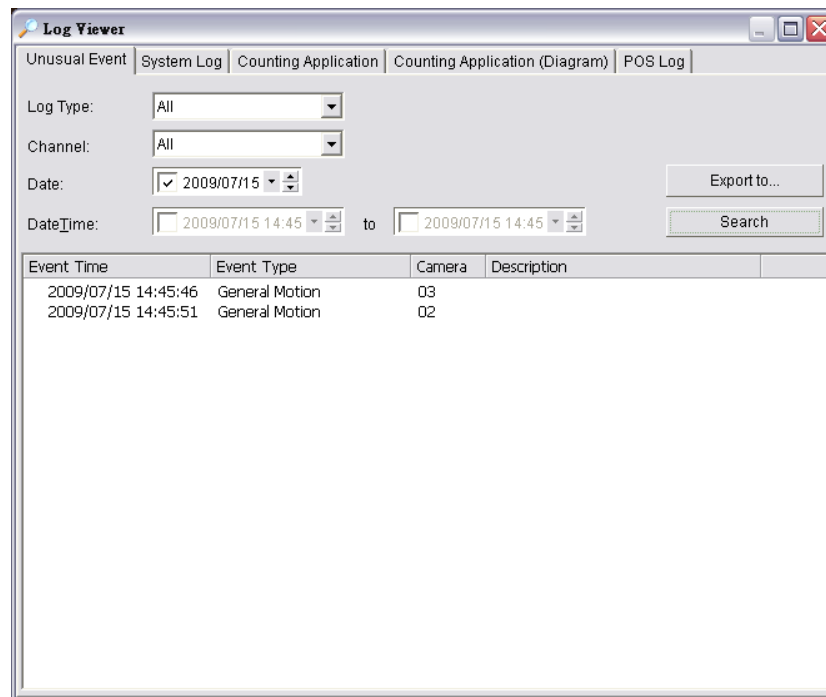 Log Viewer
Unusual Event System Log Counting Application Counting Application (Diagram) POS Log
Log Type: All
Channel: All
Date: 2009/07/15 Export to...
DateTime: 2009/07/15 14:45 to 2009/07/15 14:45 Search
Event Time Event Type Camera Description
2009/07/15 14:45:46 General Motion 03
2009/07/15 14:45:51 General Motion 02